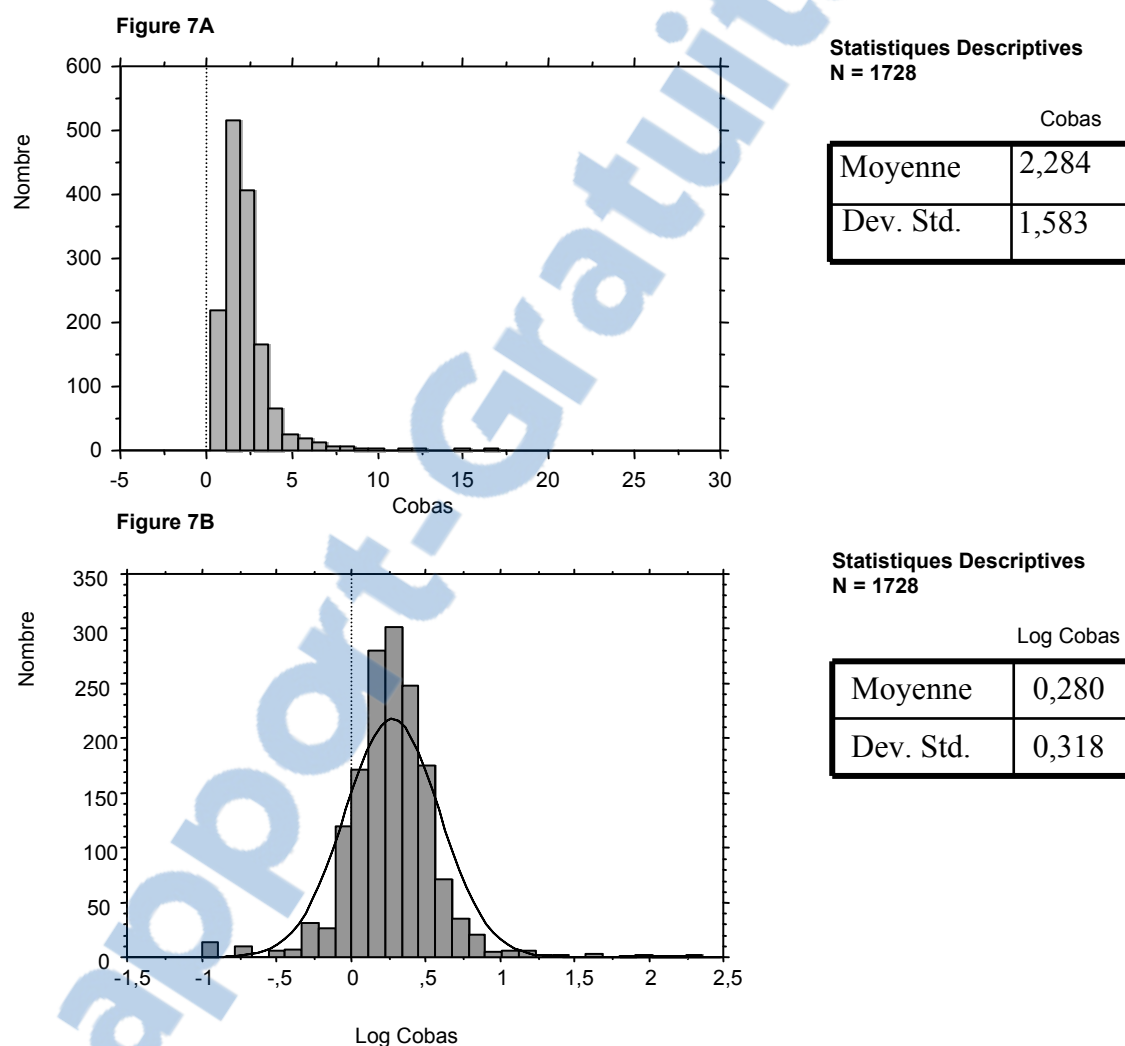 Figure 7A
600
500
400
300
200
100
0
Nombre
-5 0 5 10 15 20 25 30
Cobas
Statistiques Descriptives
N = 1728
Cobas
Moyenne 2,284
Dev. Std. 1,583
Figure 7B
350
300
250
200
150
100
50
0
Nombre
-1,5 -1 -,5 0 ,5 1 1,5 2 2,5
Log Cobas
Statistiques Descriptives
N = 1728
Log Cobas
Moyenne 0,280
Dev. Std. 0,318
apport-Gratuit